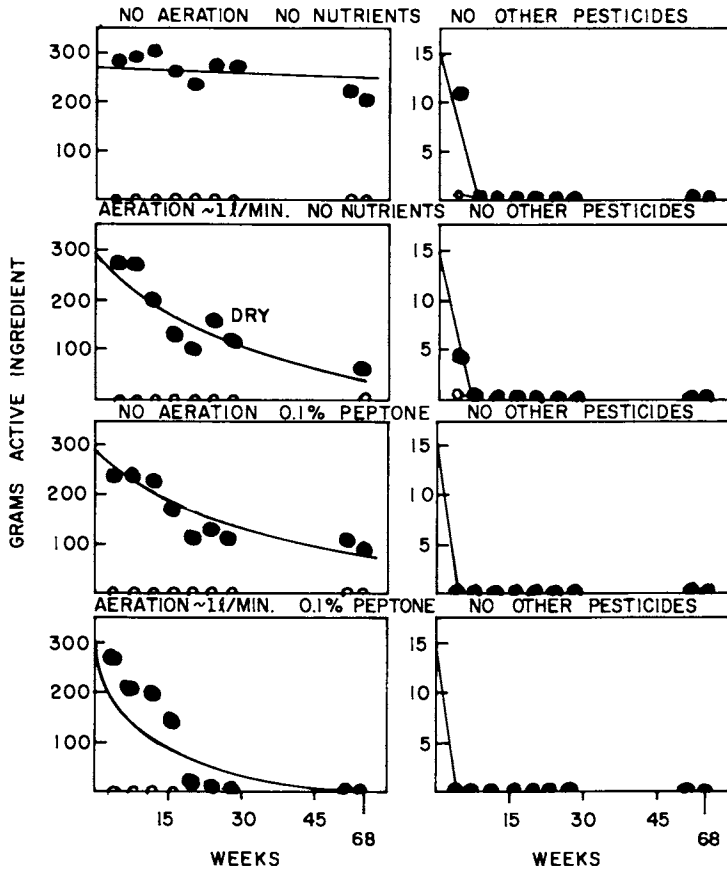 NO AERATION NO NUTRIENTS NO OTHER PESTICIDES
300
200
100
15
10
5
AERATION ~1ℓ/MIN. NO NUTRIENTS NO OTHER PESTICIDES
300
200
100
DRY
15
10
5
NO AERATION 0.1% PEPTONE NO OTHER PESTICIDES
300
200
100
15
10
5
AERATION ~1ℓ/MIN. 0.1% PEPTONE NO OTHER PESTICIDES
300
200
100
15
10
5
GRAMS ACTIVE INGREDIENT
15 30 45 68
WEEKS
15 30 45 68
WEEKS